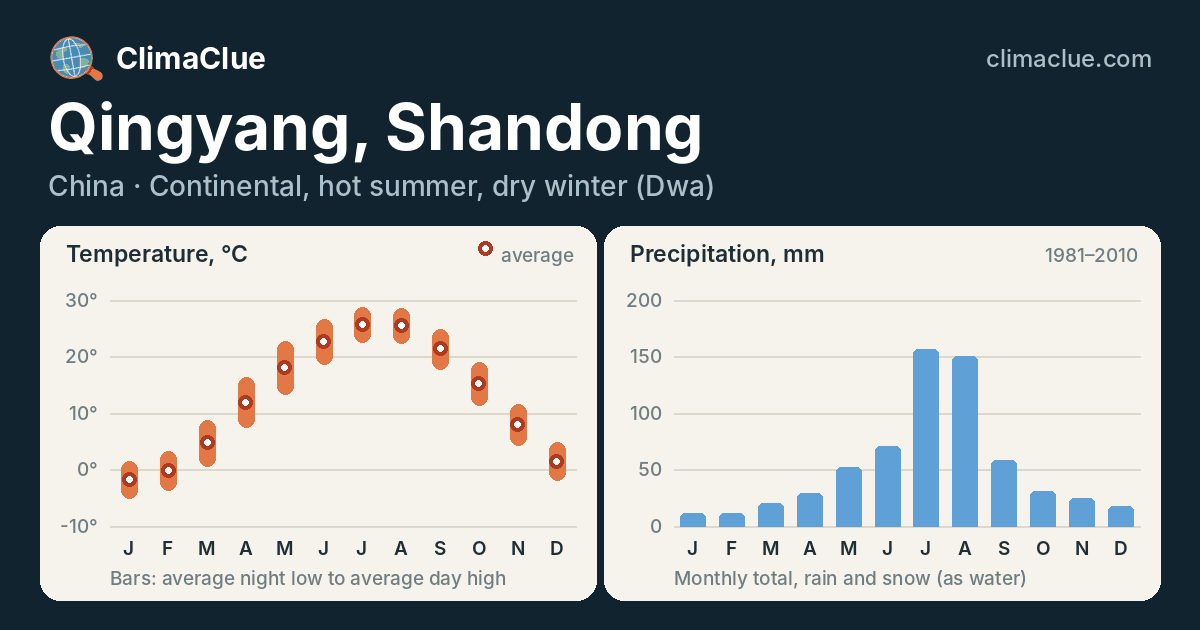 ClimaClue
climaclue.com
Qingyang, Shandong
China · Continental, hot summer, dry winter (Dwa)
Temperature, °C
average
30°
20°
10°
0°
-10°
J F M A M J J A S O N D
Bars: average night low to average day high
Precipitation, mm
1981–2010
200
150
100
50
0
J F M A M J J A S O N D
Monthly total, rain and snow (as water)